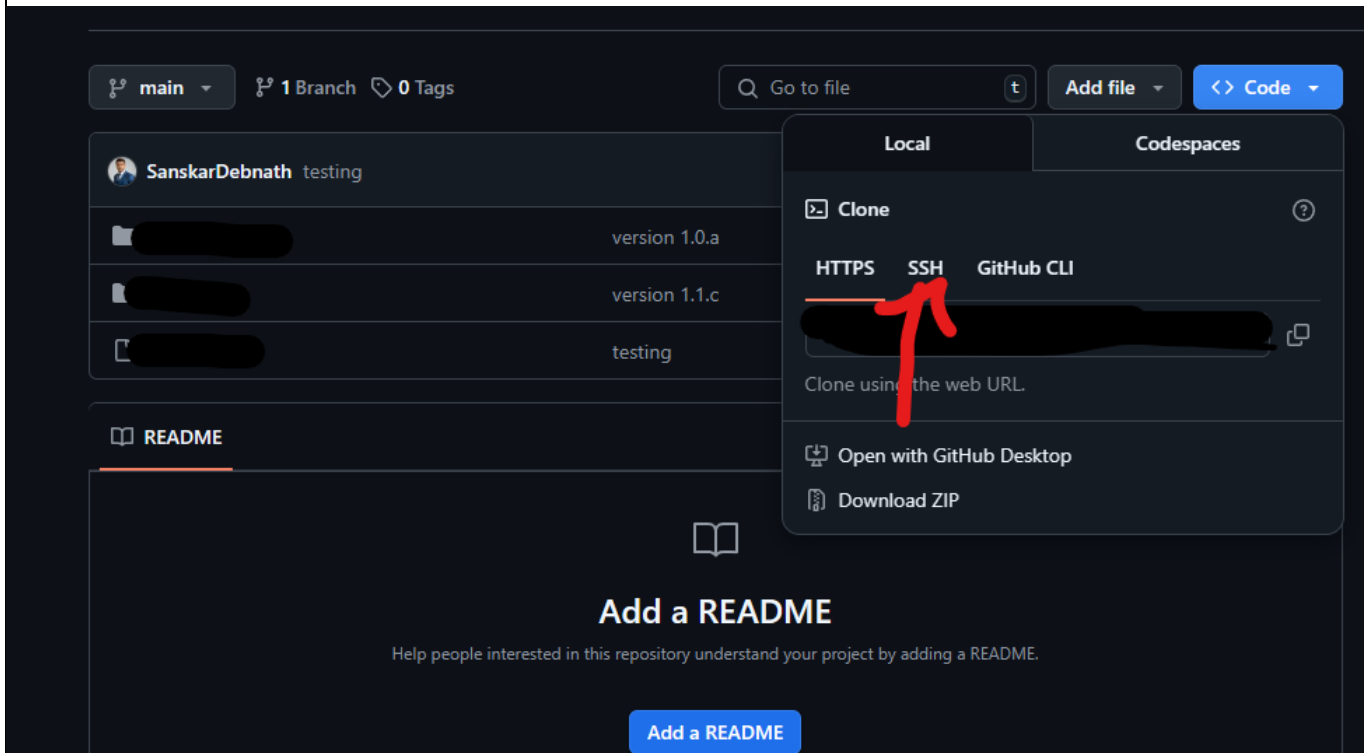 main 1 Branch 0 Tags Go to file t Add file <> Code
Local Codespaces
SanskarDebnath testing
Clone
version 1.0.a
HTTPS SSH GitHub CLI
version 1.1.c
testing
Clone using the web URL.
README
Open with GitHub Desktop
Download ZIP
Add a README
Help people interested in this repository understand your project by adding a README.
Add a README